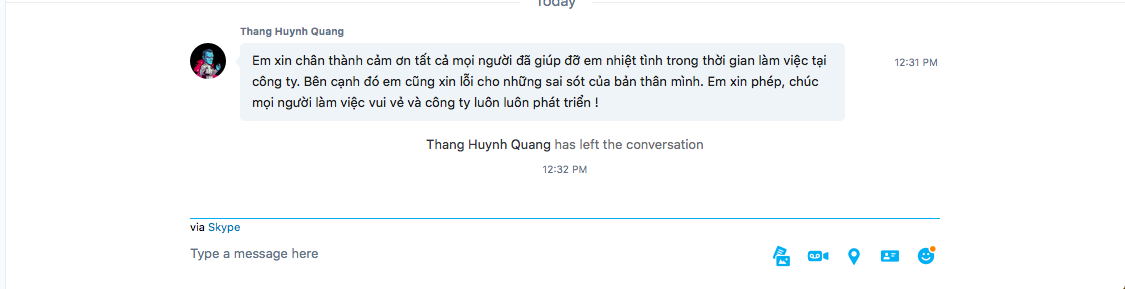 Today
Thang Huynh Quang
Em xin chân thành cảm ơn tất cả mọi người đã giúp đỡ em nhiệt tình trong thời gian làm việc tại
12:31 PM
công ty. Bên cạnh đó em cũng xin lỗi cho những sai sót của bản thân mình. Em xin phép, chúc
mọi người làm việc vui vẻ và công ty luôn luôn phát triển !
Thang Huynh Quang has left the conversation
12:32 PM
via Skype
Type a message here